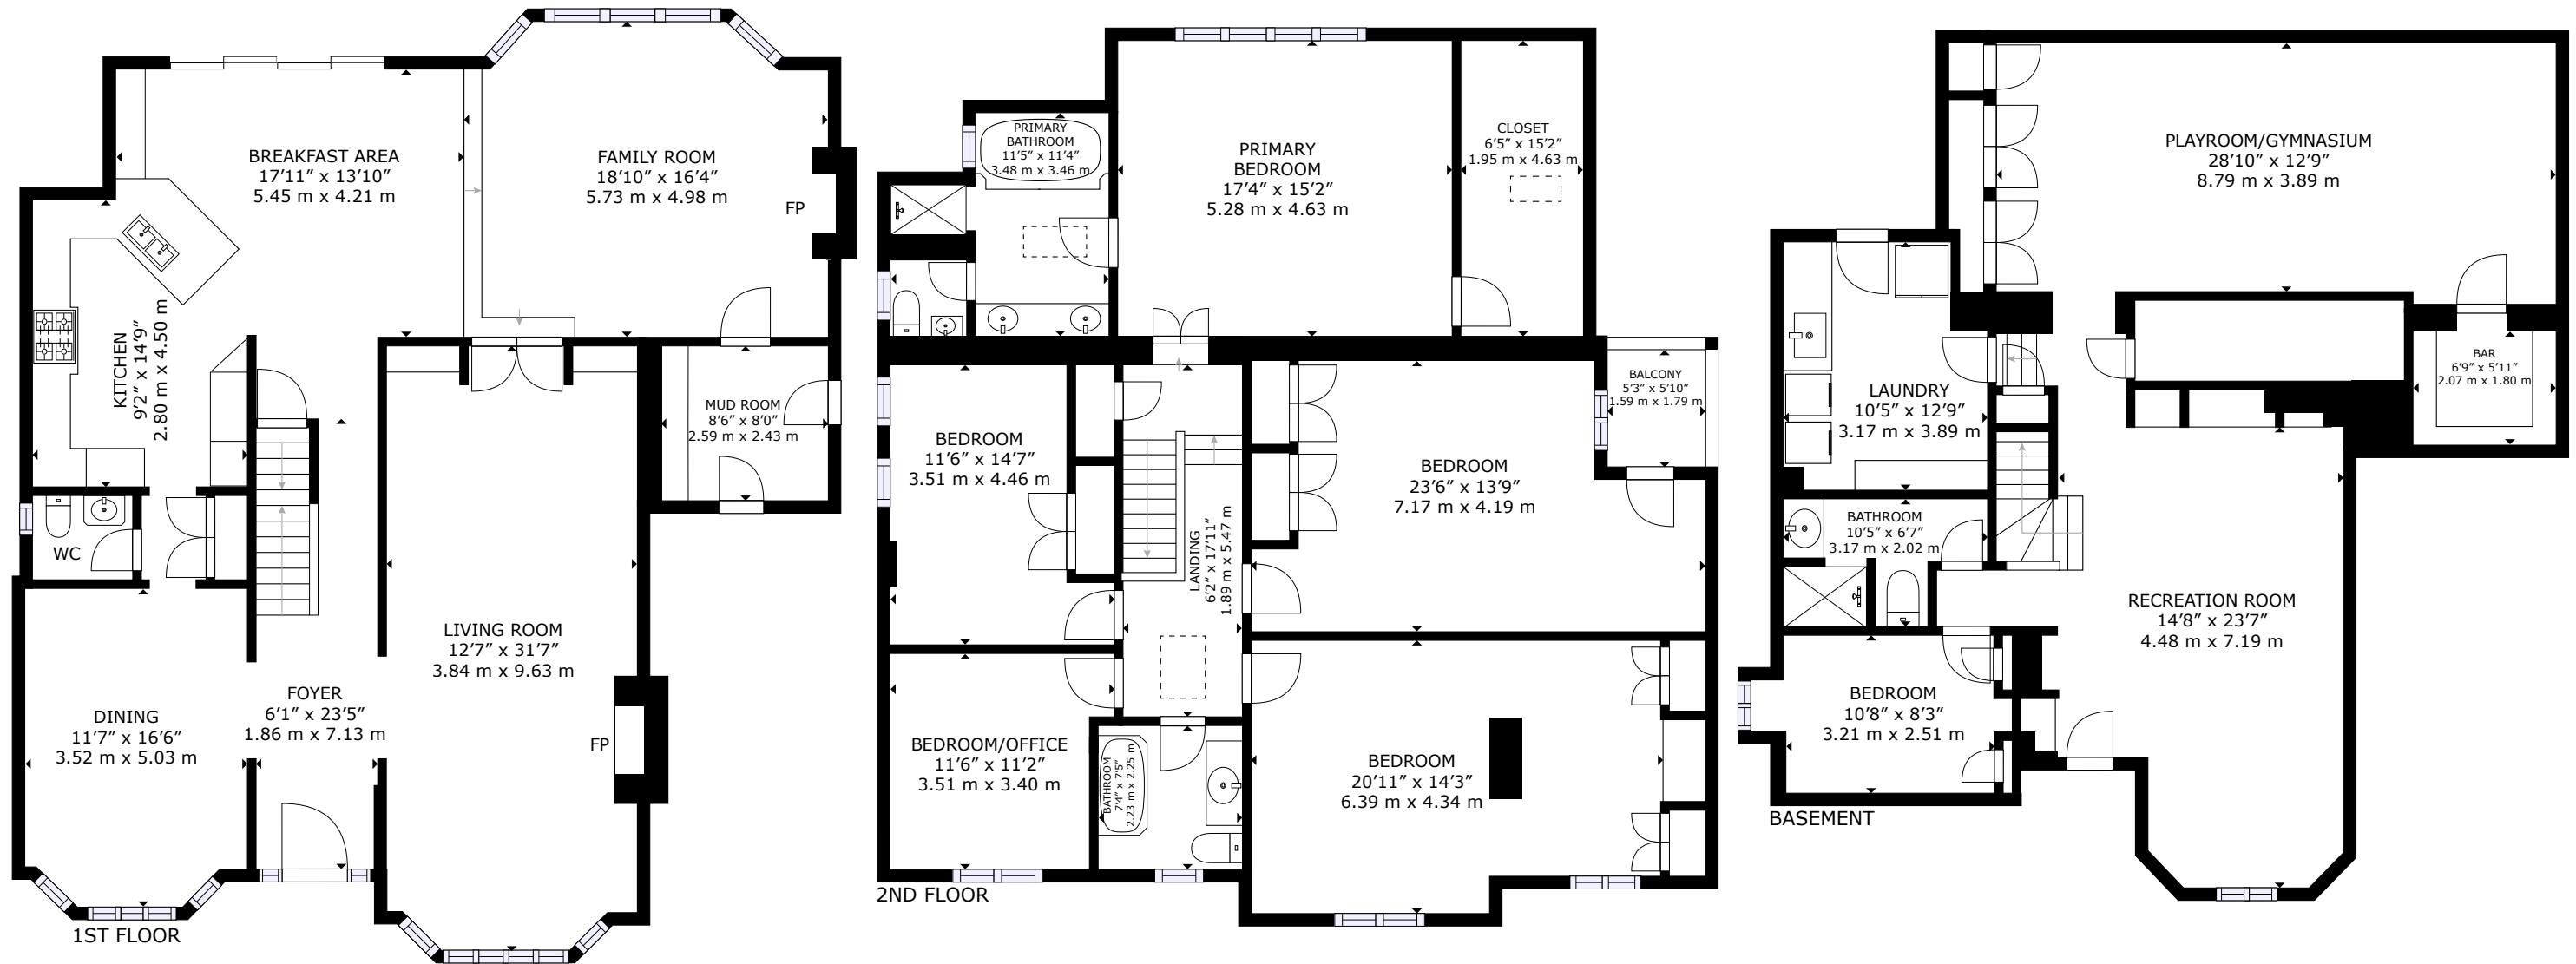 BREAKFAST AREA
17'11" x 13'10"
5.45 m x 4.21 m
FAMILY ROOM
18'10" x 16'4"
5.73 m x 4.98 m
FP
KITCHEN
9'2" x 14'9"
2.80 m x 4.50 m
MUD ROOM
8'6" x 8'0"
2.59 m x 2.43 m
WC
LIVING ROOM
12'7" x 31'7"
3.84 m x 9.63 m
FOYER
6'1" x 23'5"
1.86 m x 7.13 m
DINING
11'7" x 16'6"
3.52 m x 5.03 m
FP
1ST FLOOR
PRIMARY
BATHROOM
11'5" x 11'4"
3.48 m x 3.46 m
PRIMARY
BEDROOM
17'4" x 15'2"
5.28 m x 4.63 m
CLOSET
6'5" x 15'2"
1.95 m x 4.63 m
BALCONY
5'3" x 5'10"
1.59 m x 1.79 m
BEDROOM
11'6" x 14'7"
3.51 m x 4.46 m
LANDING
6'2" x 17'11"
1.89 m x 5.47 m
BEDROOM
23'6" x 13'9"
7.17 m x 4.19 m
BEDROOM/OFFICE
11'6" x 11'2"
3.51 m x 3.40 m
BATHROOM
7'4" x 7'5"
2.23 m x 2.25 m
BEDROOM
20'11" x 14'3"
6.39 m x 4.34 m
2ND FLOOR
PLAYROOM/GYMNASIUM
28'10" x 12'9"
8.79 m x 3.89 m
BAR
6'9" x 5'11"
2.07 m x 1.80 m
LAUNDRY
10'5" x 12'9"
3.17 m x 3.89 m
BATHROOM
10'5" x 6'7"
3.17 m x 2.02 m
RECREATION ROOM
14'8" x 23'7"
4.48 m x 7.19 m
BEDROOM
10'8" x 8'3"
3.21 m x 2.51 m
BASEMENT